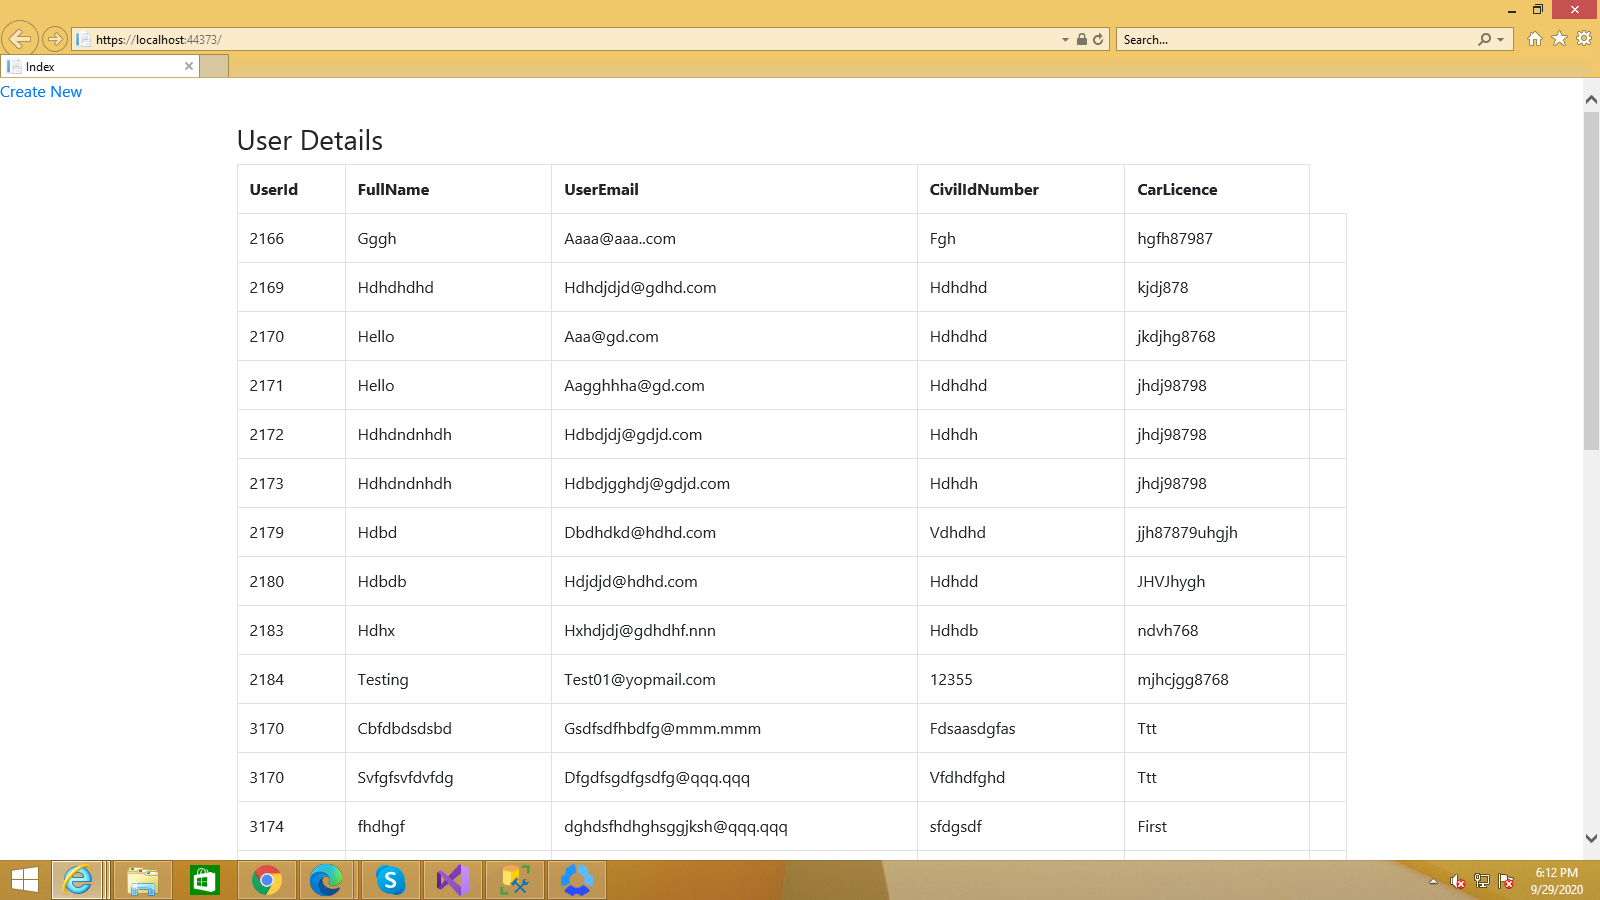 https://localhost:44373/
Search...
Index
Create New
User Details
UserId FullName UserEmail CivilIdNumber CarLicence
2166 Gggh Aaaa@aaa..com Fgh hgfh87987
2169 Hdhdhdhd Hdhdjdjd@gdhd.com Hdhdhd kjdj878
2170 Hello Aaa@gd.com Hdhdhd jkdjhg8768
2171 Hello Aagghhha@gd.com Hdhdhd jhdj98798
2172 Hdhdndnhdh Hdbdjdj@gdjd.com Hdhdh jhdj98798
2173 Hdhdndnhdh Hdbdjgghdj@gdjd.com Hdhdh jhdj98798
2179 Hdbd Dbdhdkd@hdhd.com Vdhdhd jjh87879uhgjh
2180 Hdbdb Hdjdjd@hdhd.com Hdhdd JHVJhygh
2183 Hdhx Hxhdjdj@gdhdhf.nnn Hdhdb ndvh768
2184 Testing Test01@yopmail.com 12355 mjhcjgg8768
3170 Cbfdbdsdsbd Gsdfsdfhbdfg@mmm.mmm Fdsaasdgfas Ttt
3170 Svfgfsvfdvfdg Dfgdfsgdfgsdfg@qqq.qqq Vfdhdfghd Ttt
3174 fhdhgf dghdsfhdhghsggjksh@qqq.qqq sfdgsdf First
6:12 PM
9/29/2020